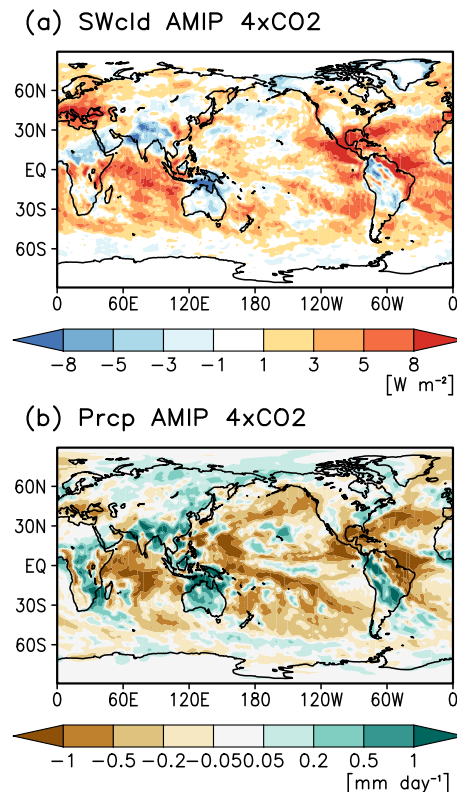 (a) SWcld AMIP 4xCO2
60N
30N
EQ
30S
60S
0 60E 120E 180 120W 60W 0
−8 −5 −3 −1 1 3 5 8
[W m⁻²]
(b) Prcp AMIP 4xCO2
60N
30N
EQ
30S
60S
0 60E 120E 180 120W 60W 0
−1 −0.5 −0.2 −0.05 0.05 0.2 0.5 1
[mm day⁻¹]